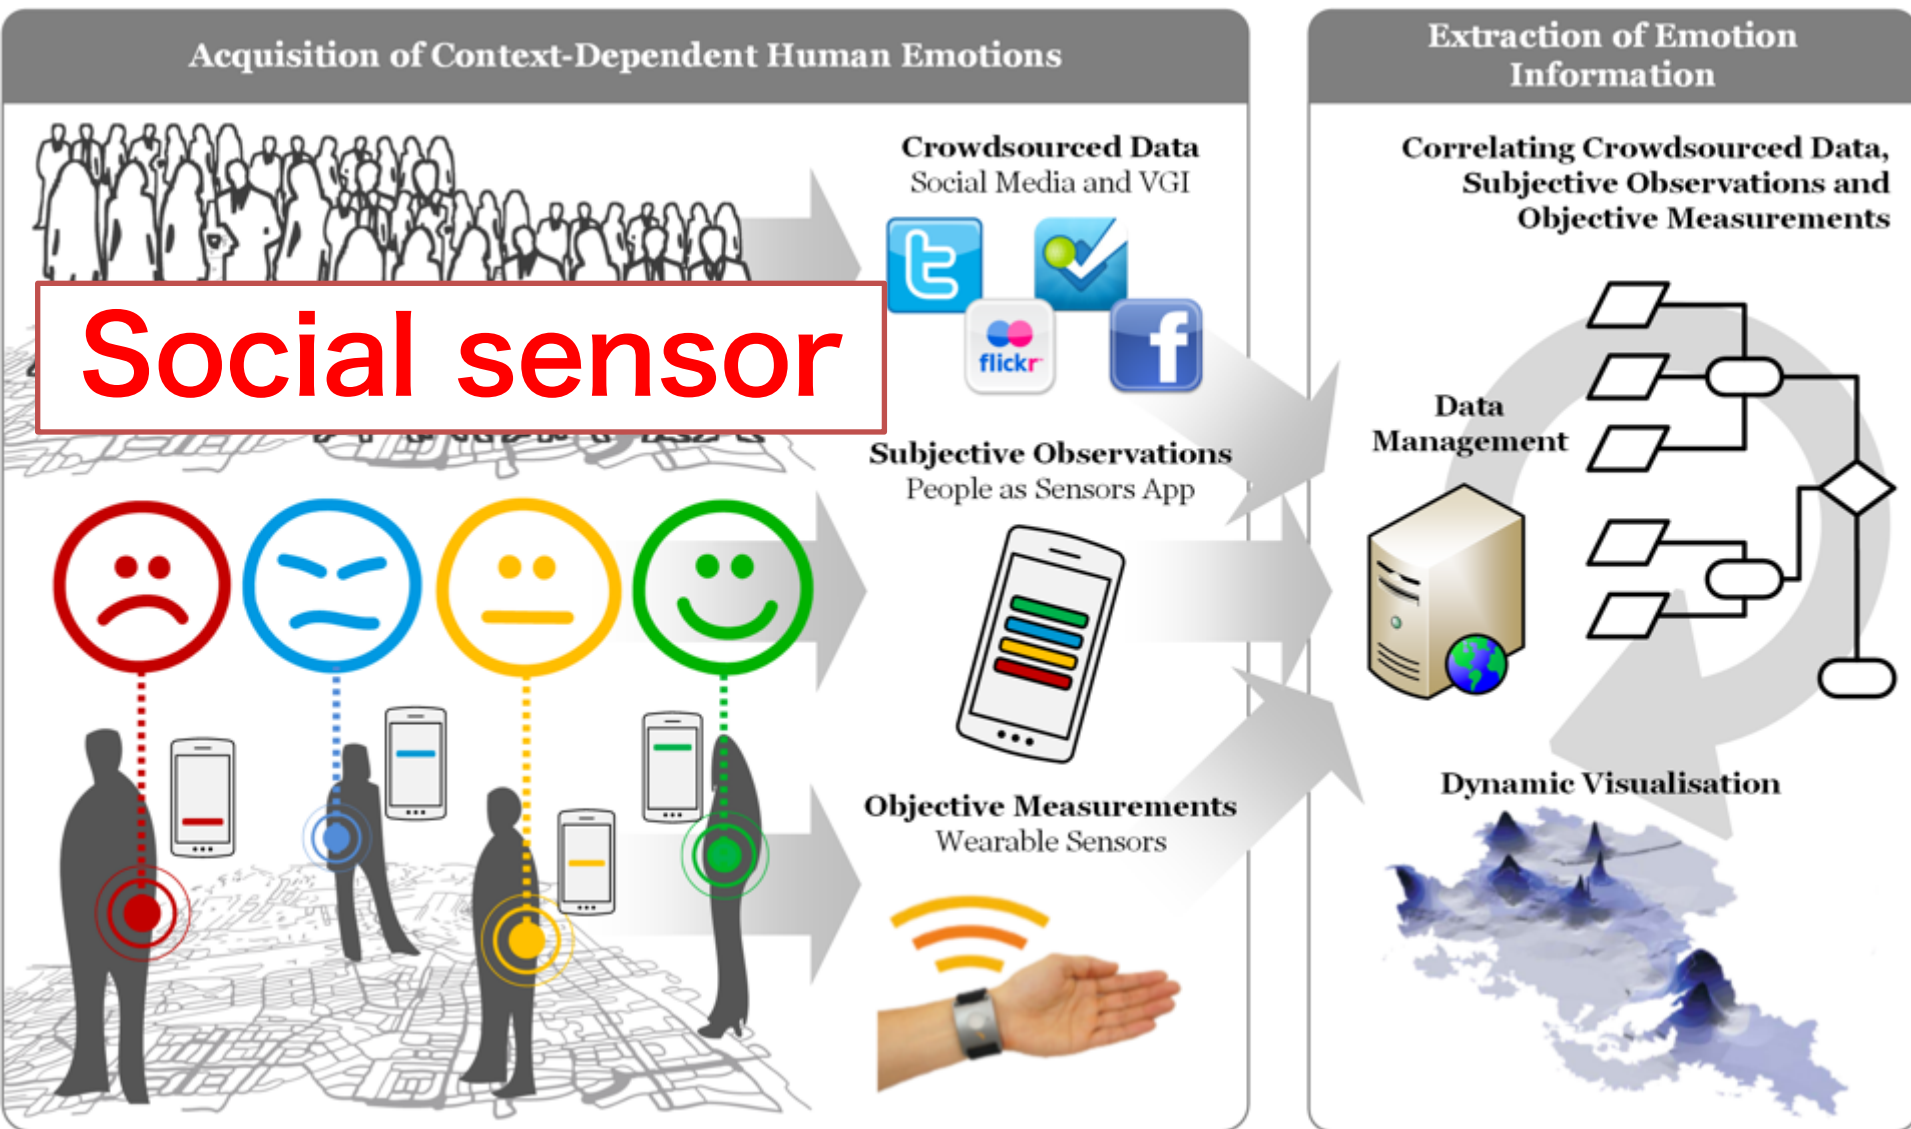 Acquisition of Context-Dependent Human Emotions
Crowdsourced Data
Social Media and VGI
t
flickr
f
Social sensor
Subjective Observations
People as Sensors App
Objective Measurements
Wearable Sensors
Extraction of Emotion
Information
Correlating Crowdsourced Data,
Subjective Observations and
Objective Measurements
Data
Management
Dynamic Visualisation